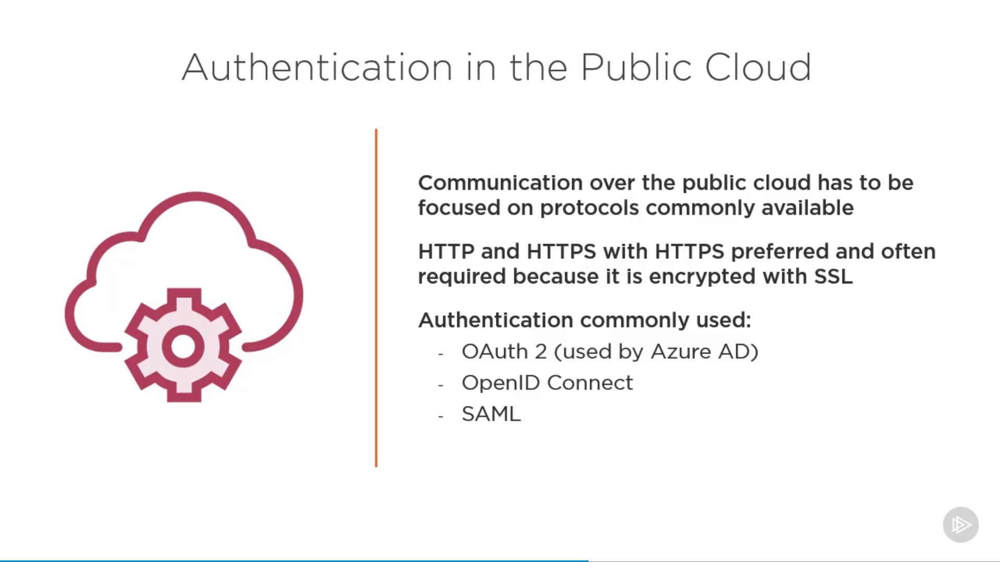 Authentication in the Public Cloud
Communication over the public cloud has to be
focused on protocols commonly available
HTTP and HTTPS with HTTPS preferred and often
required because it is encrypted with SSL
Authentication commonly used:
- OAuth 2 (used by Azure AD)
- OpenID Connect
- SAML